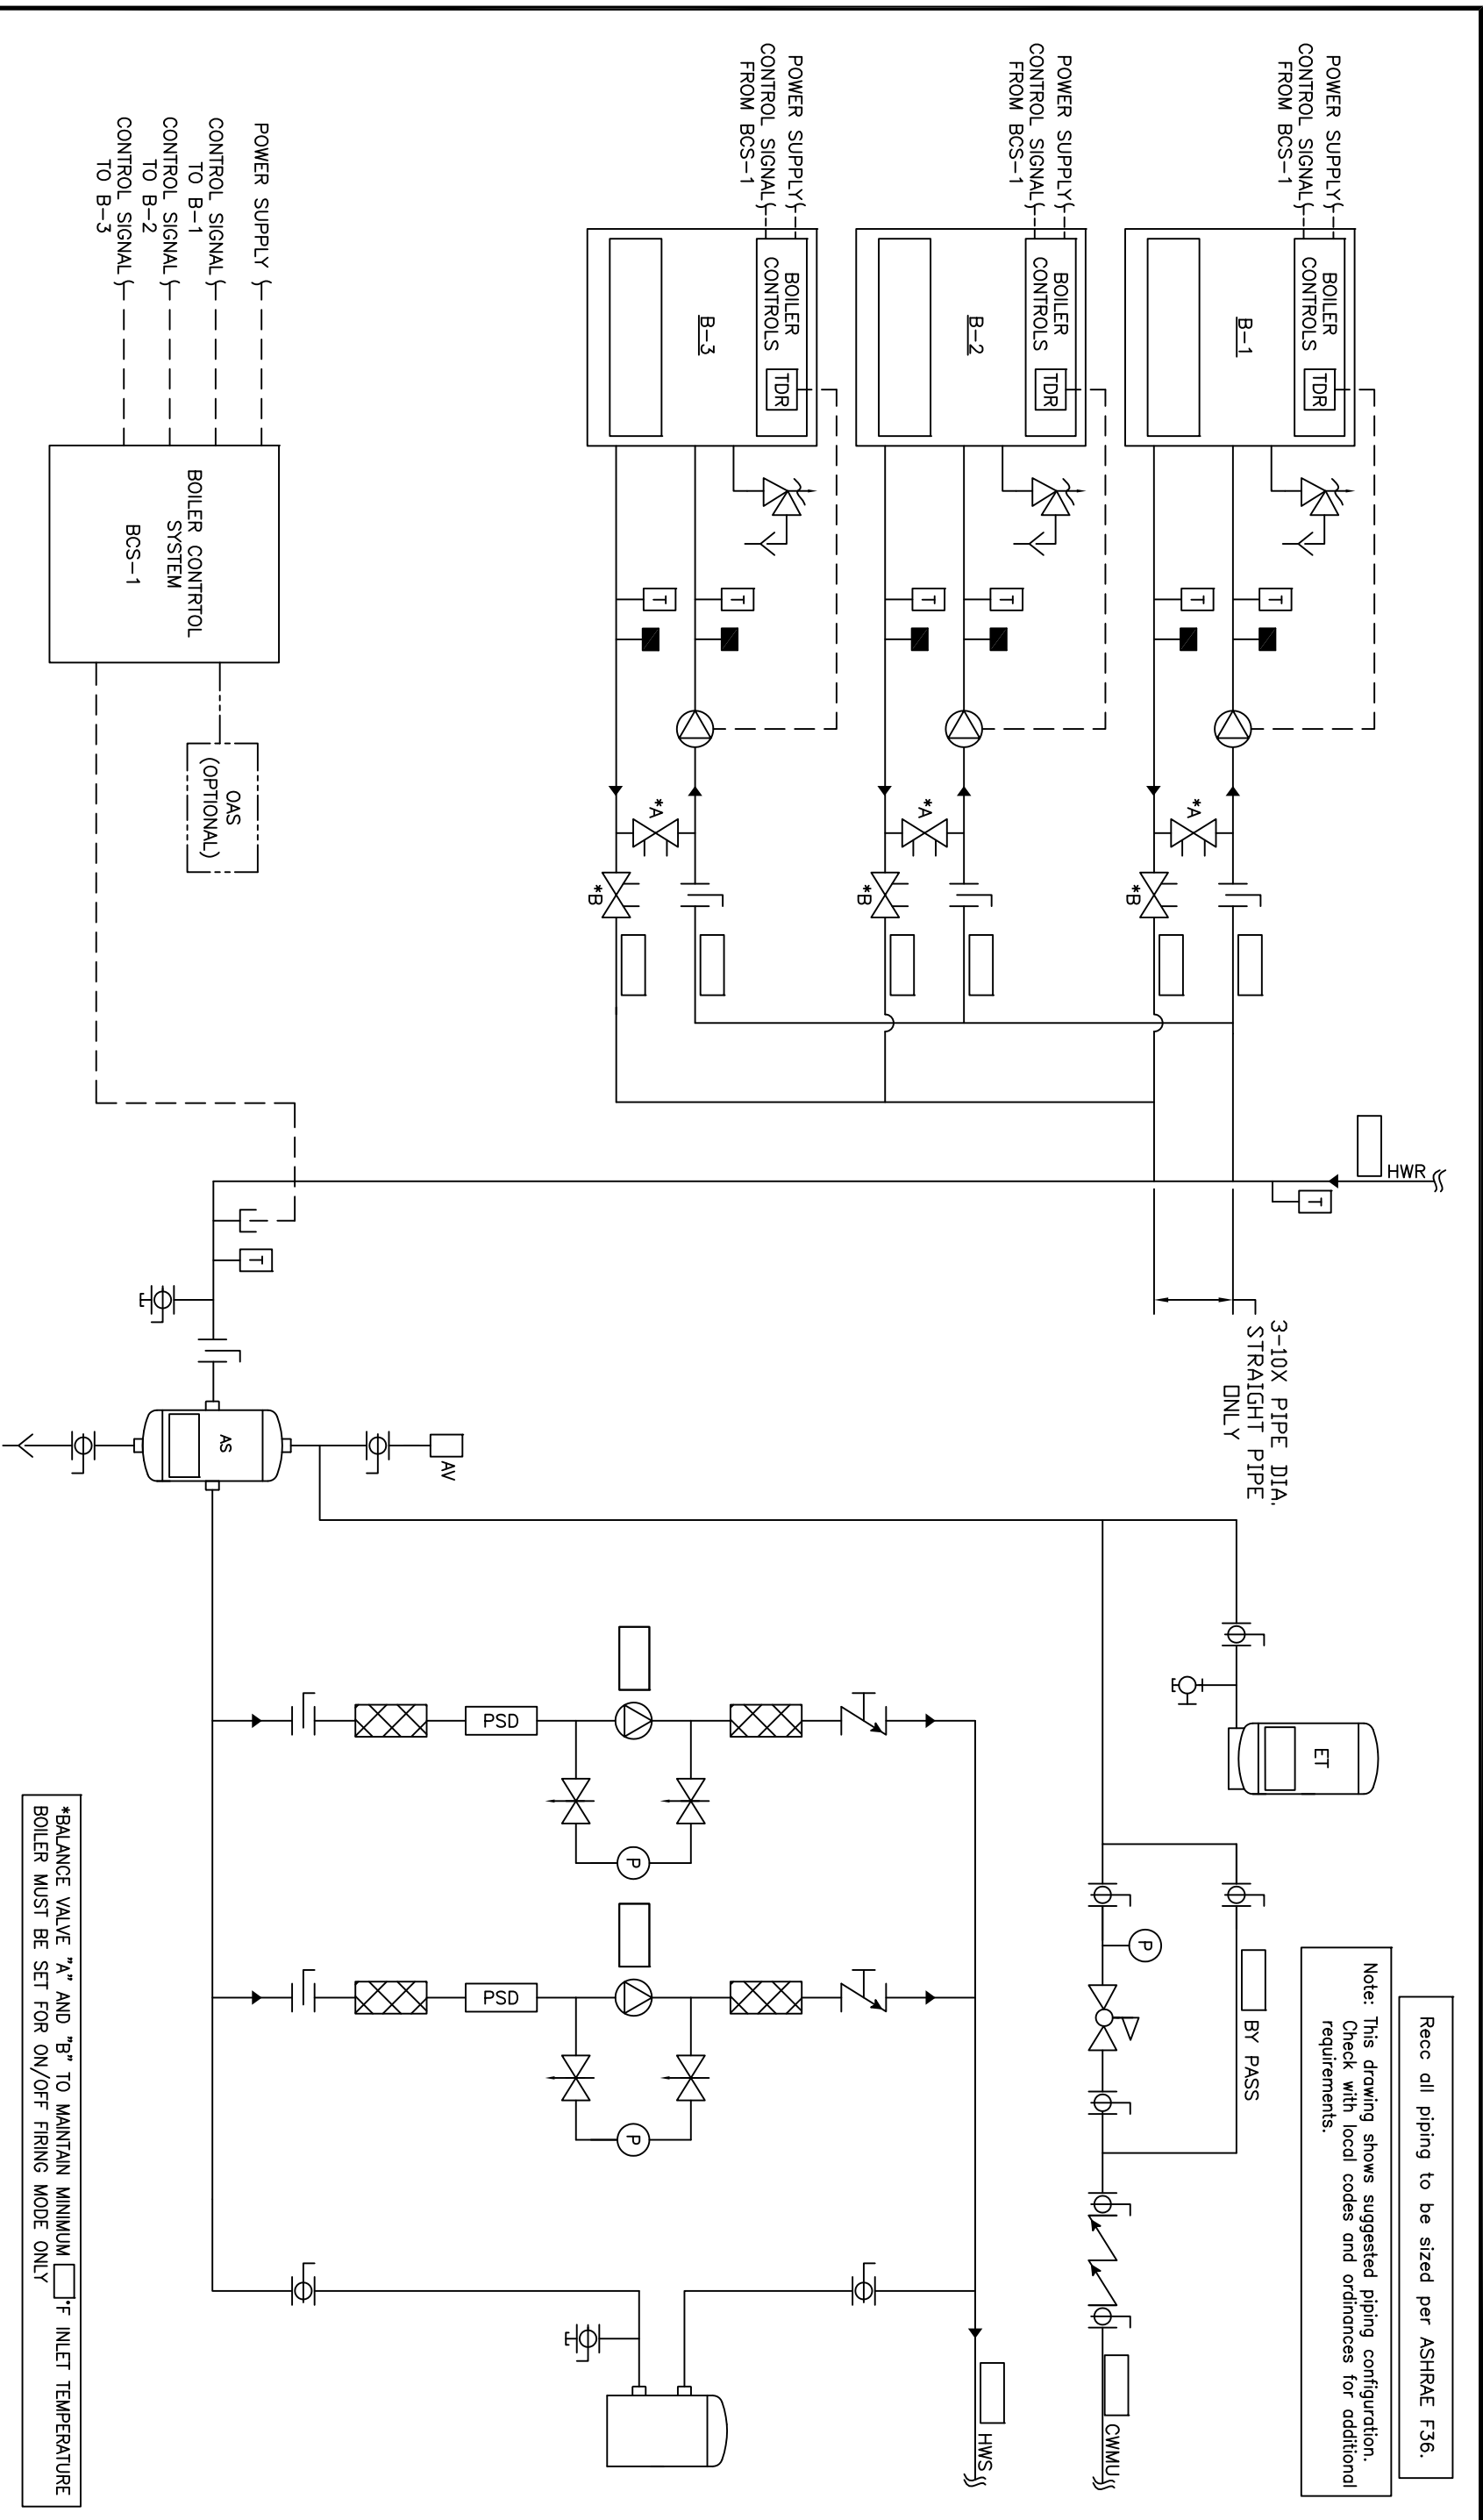 Recc all piping to be sized per ASHRAE F36.
Note: This drawing shows suggested piping configuration.
Check with local codes and ordinances for additional
requirements.
POWER SUPPLY
CONTROL SIGNAL
FROM BCS-1
BOILER
CONTROLS
TDR
B-1
T
T
*A
*B
POWER SUPPLY
CONTROL SIGNAL
FROM BCS-1
BOILER
CONTROLS
TDR
B-2
T
T
*A
*B
POWER SUPPLY
CONTROL SIGNAL
FROM BCS-1
BOILER
CONTROLS
TDR
B-3
T
T
*A
*B
HWR
T
3-10X PIPE DIA.
STRAIGHT PIPE
ONLY
ET
BY PASS
P
CWMU
HWS
P
P
PSD
PSD
AV
AS
T
POWER SUPPLY
CONTROL SIGNAL
TO B-1
CONTROL SIGNAL
TO B-2
CONTROL SIGNAL
TO B-3
BOILER CONTRTOL
SYSTEM
BCS-1
OAS
(OPTIONAL)
*BALANCE VALVE "A" AND "B" TO MAINTAIN MINIMUM °F INLET TEMPERATURE
BOILER MUST BE SET FOR ON/OFF FIRING MODE ONLY